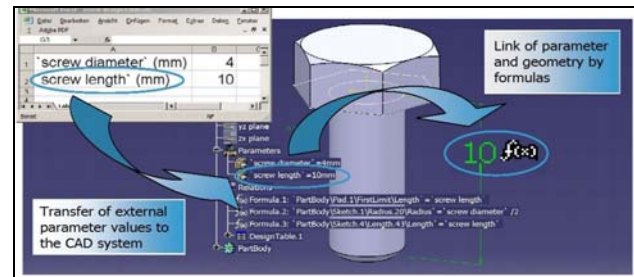 Datei Bearbeiten Ansicht Einfügen Format Extras Daten Fenster
Adobe PDF
A B
1 `screw diameter` (mm) 4
2 `screw length` (mm) 10
Link of parameter
and geometry by
formulas
10 f(x)
yz plane
zx plane
Parameters
`screw diameter`=4mm
`screw length`=10mm
Relations
Formula.1: `PartBody\Pad.1\FirstLimit\Length`=`screw length`
Formula.2: `PartBody\Sketch.1\Radius.20\Radius`=`screw diameter` /2
Formula.3: `PartBody\Sketch.4\Length.43\Length`=`screw length`
DesignTable.1
PartBody
Transfer of external
parameter values to
the CAD system